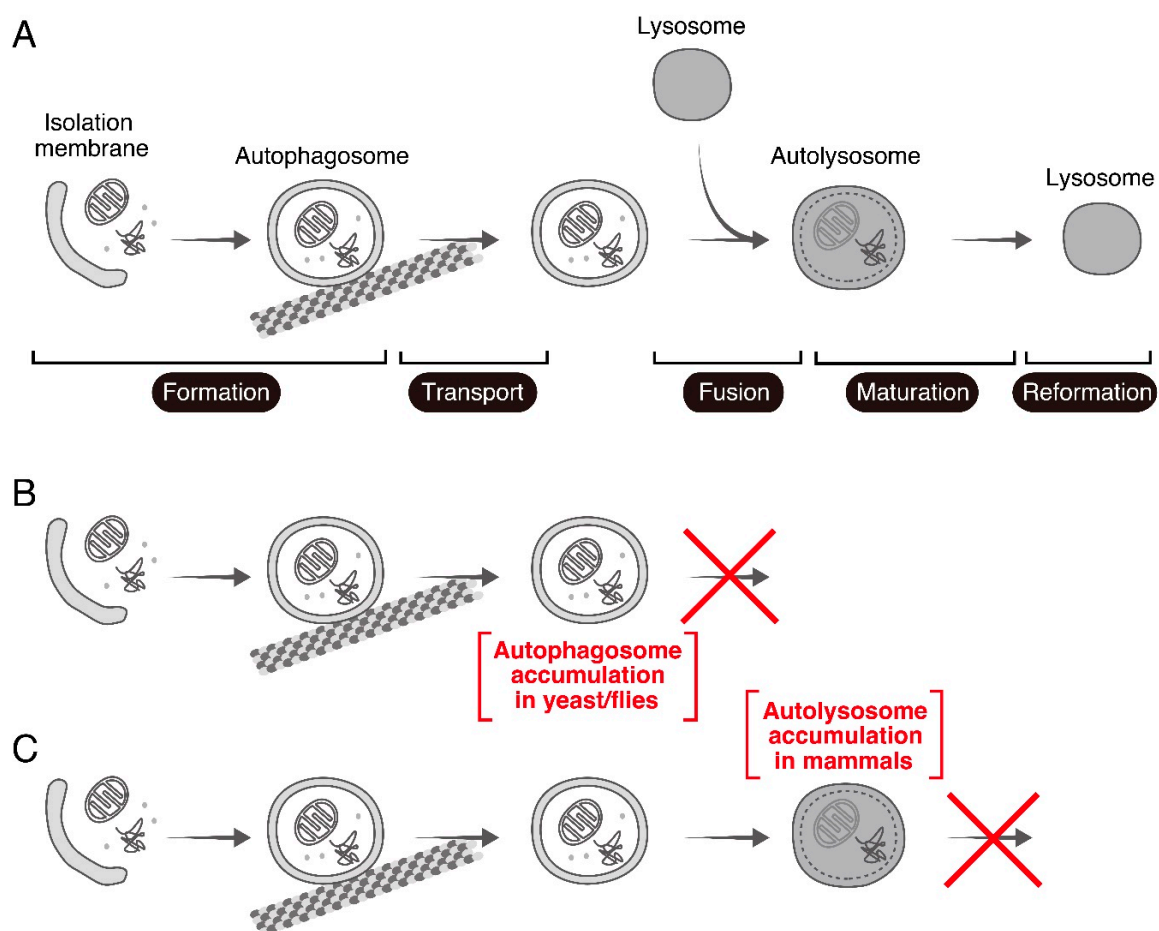 A
Lysosome
Isolation
membrane
Autophagosome
Autolysosome
Lysosome
Formation
Transport
Fusion
Maturation
Reformation
B
Autophagosome
accumulation
in yeast/flies
Autolysosome
accumulation
in mammals
C